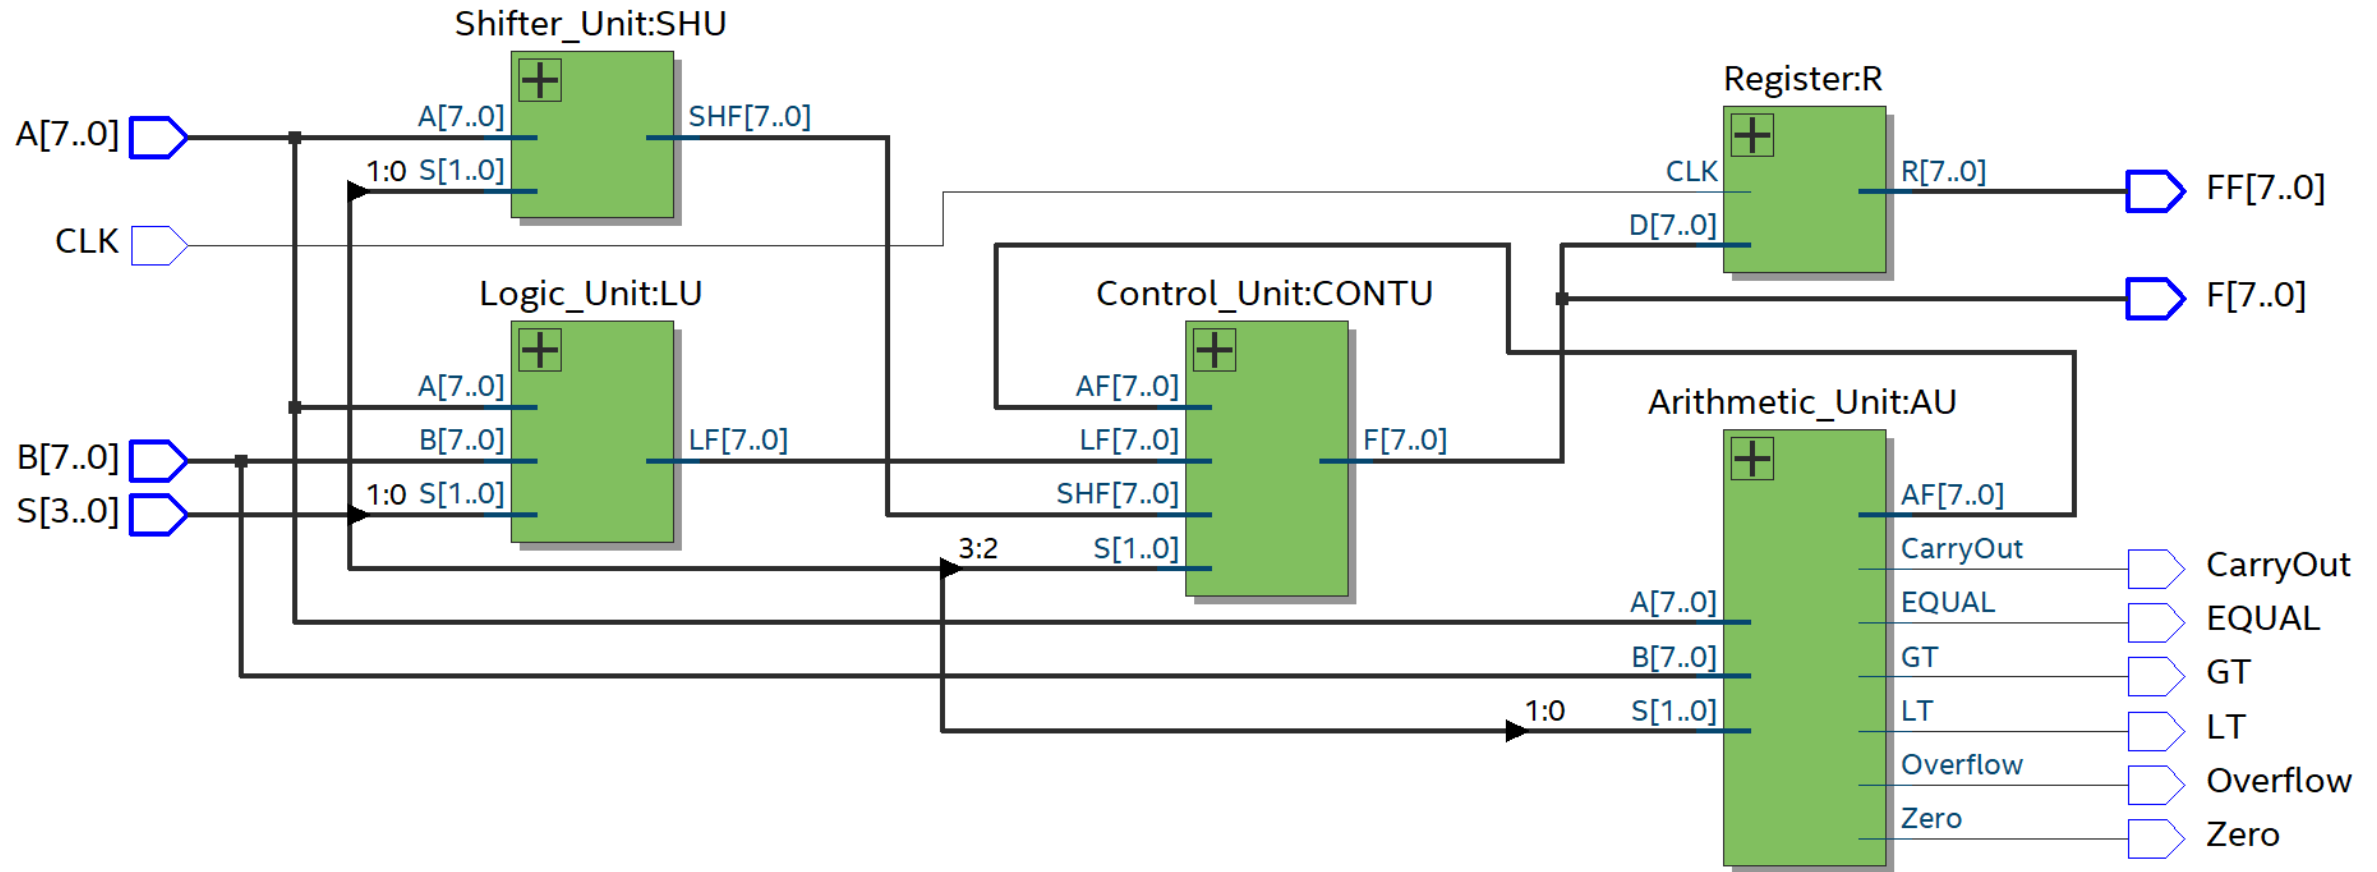 Shifter_Unit:SHU
A[7..0]
A[7..0]
SHF[7..0]
1:0
S[1..0]
CLK
Register:R
CLK
R[7..0]
FF[7..0]
D[7..0]
F[7..0]
Logic_Unit:LU
A[7..0]
B[7..0]
B[7..0]
LF[7..0]
S[3..0]
1:0
S[1..0]
Control_Unit:CONTU
AF[7..0]
LF[7..0]
F[7..0]
SHF[7..0]
3:2
S[1..0]
Arithmetic_Unit:AU
AF[7..0]
CarryOut
CarryOut
A[7..0]
EQUAL
EQUAL
B[7..0]
GT
GT
1:0
S[1..0]
LT
LT
Overflow
Overflow
Zero
Zero